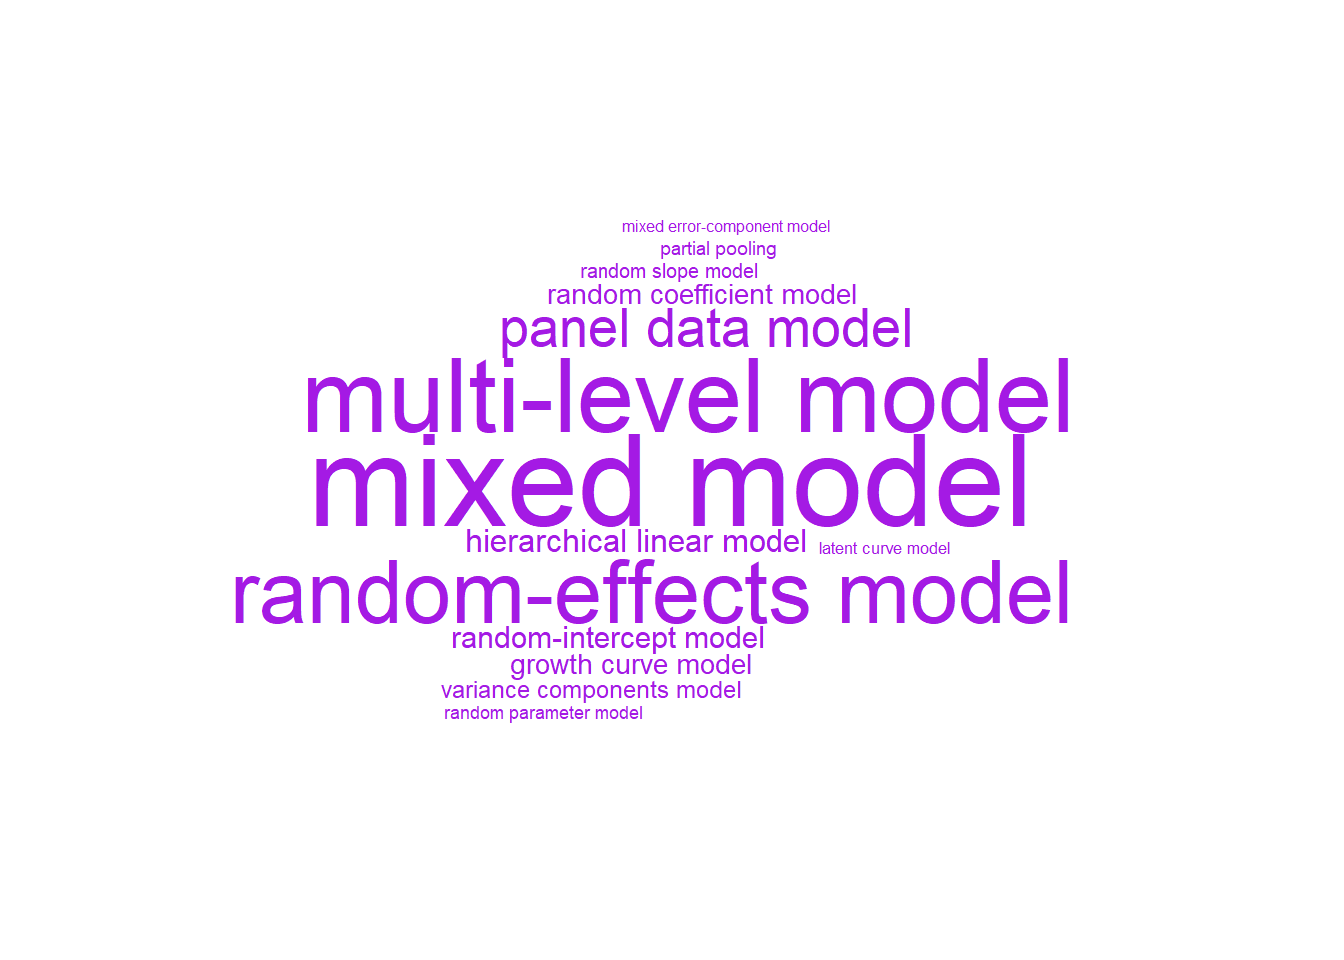 mixed error-component model
partial pooling
random slope model
random coefficient model
panel data model
multi-level model
mixed model
hierarchical linear model
latent curve model
random-effects model
random-intercept model
growth curve model
variance components model
random parameter model